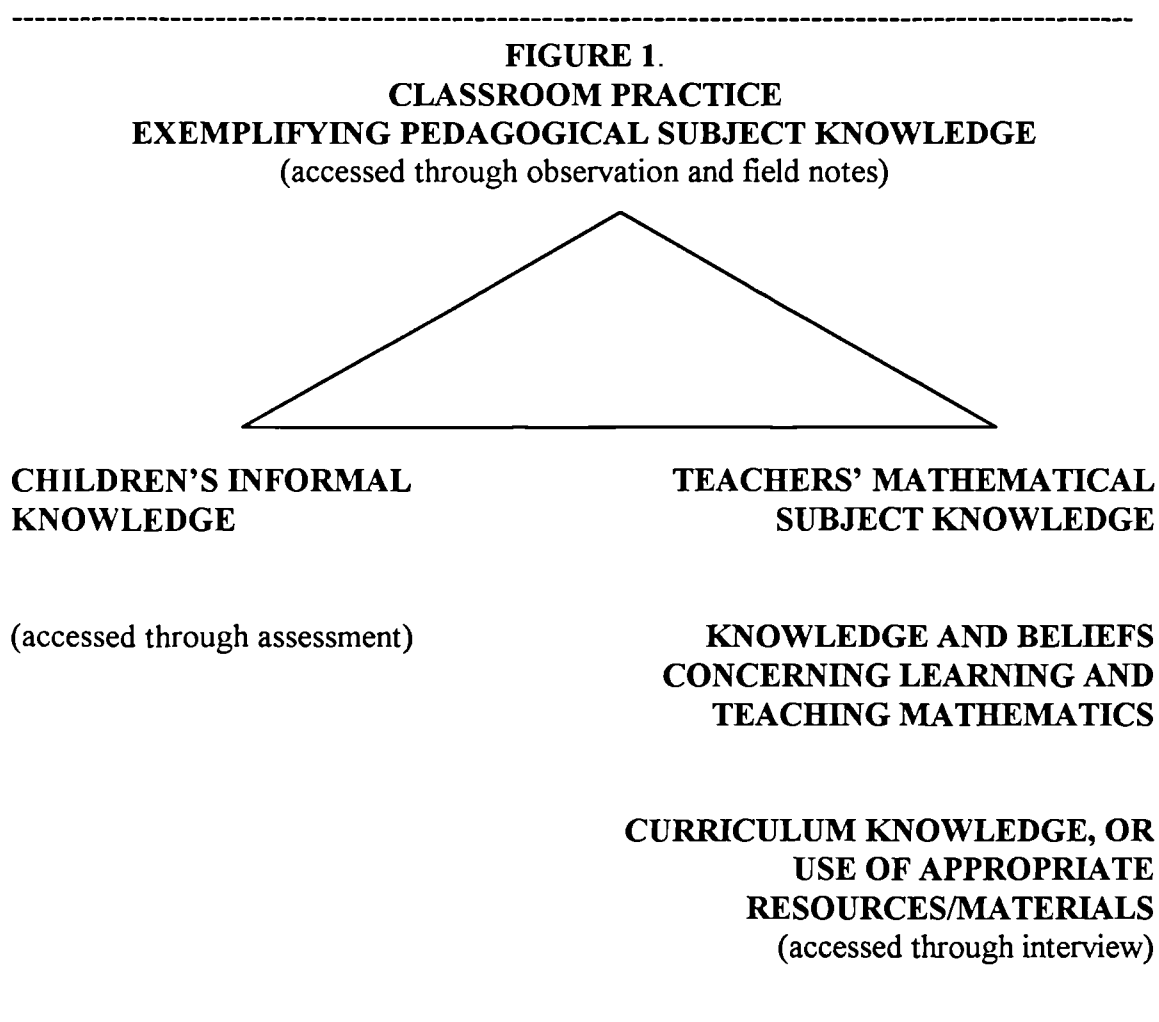 FIGURE 1.
CLASSROOM PRACTICE
EXEMPLIFYING PEDAGOGICAL SUBJECT KNOWLEDGE
(accessed through observation and field notes)
CHILDREN'S INFORMAL
KNOWLEDGE
(accessed through assessment)
TEACHERS' MATHEMATICAL
SUBJECT KNOWLEDGE
KNOWLEDGE AND BELIEFS
CONCERNING LEARNING AND
TEACHING MATHEMATICS
CURRICULUM KNOWLEDGE, OR
USE OF APPROPRIATE
RESOURCES/MATERIALS
(accessed through interview)